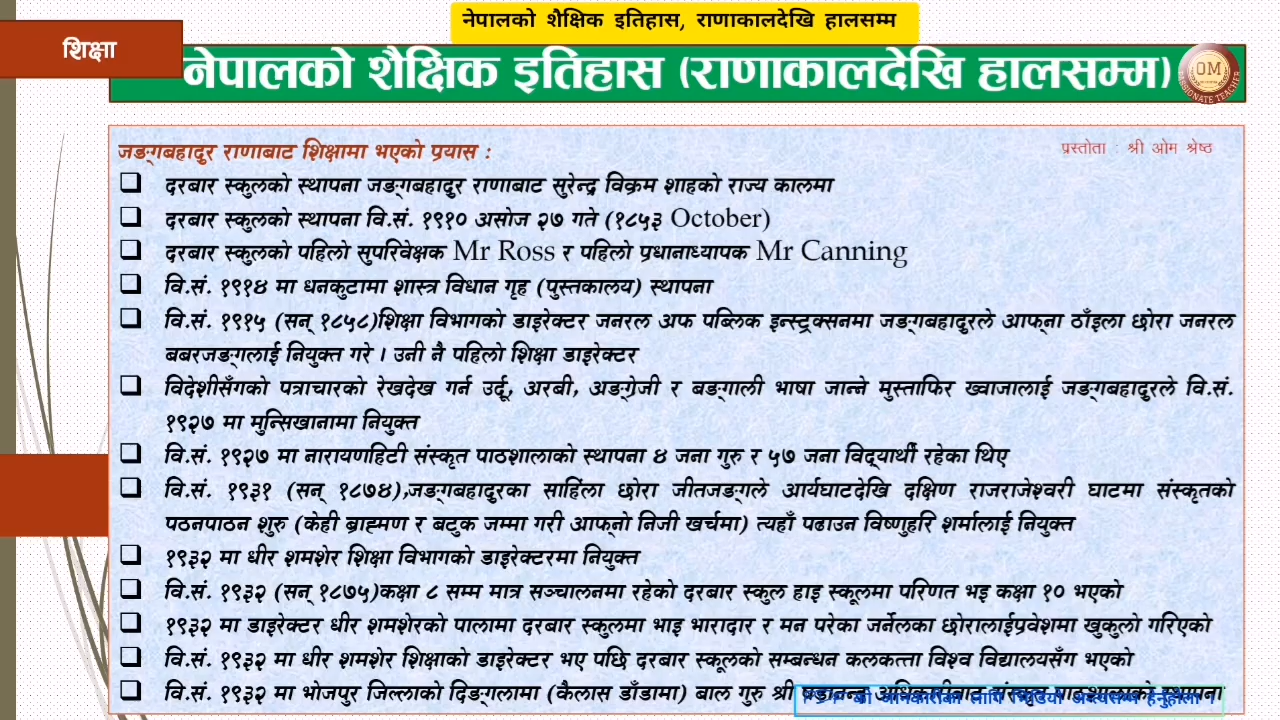 नेपालको शैक्षिक इतिहास, राणाकालदेखि हालसम्म
शिक्षा
नेपालको शैक्षिक इतिहास (राणाकालदेखि हालसम्म)
OM
जङ्गबहादुर राणाबाट शिक्षामा भएको प्रयास :
प्रस्तोता : श्री ओम श्रेष्ठ
दरबार स्कुलको स्थापना जङ्गबहादुर राणाबाट सुरेन्द्र विक्रम शाहको राज्य कालमा
दरबार स्कुलको स्थापना वि.सं. १९१० असोज २७ गते (१८५३ October)
दरबार स्कुलको पहिलो सुपरिवेक्षक Mr Ross र पहिलो प्रधानाध्यापक Mr Canning
वि.सं. १९१४ मा धनकुटामा शास्त्र विधान गृह (पुस्तकालय) स्थापना
वि.सं. १९१५ (सन् १८५८)शिक्षा विभागको डाइरेक्टर जनरल अफ पब्लिक इन्स्ट्रक्सनमा जङ्गबहादुरले आफ्ना ठाँइला छोरा जनरल
बबरजङ्गलाई नियुक्त गरे । उनी नै पहिलो शिक्षा डाइरेक्टर
विदेशीसँगको पत्राचारको रेखदेख गर्न उर्दू, अरबी, अङ्ग्रेजी र बङ्गाली भाषा जान्ने मुस्ताफिर ख्वाजालाई जङ्गबहादुरले वि.सं.
१९२७ मा मुन्सिखानामा नियुक्त
वि.सं. १९२७ मा नारायणहिटी संस्कृत पाठशालाको स्थापना ४ जना गुरु र ५७ जना विद्यार्थी रहेका थिए
वि.सं. १९३१ (सन् १८७४),जङ्गबहादुरका साहिंला छोरा जीतजङ्गले आर्यघाटदेखि दक्षिण राजराजेश्वरी घाटमा संस्कृतको
पठनपाठन शुरु (केही ब्राह्मण र बटुक जम्मा गरी आफ्नो निजी खर्चमा) त्यहाँ पढाउन विष्णुहरि शर्मालाई नियुक्त
१९३२ मा धीर शमशेर शिक्षा विभागको डाइरेक्टरमा नियुक्त
वि.सं. १९३२ (सन् १८७५)कक्षा ८ सम्म मात्र सञ्चालनमा रहेको दरबार स्कुल हाइ स्कूलमा परिणत भइ कक्षा १० भएको
१९३२ मा डाइरेक्टर धीर शमशेरको पालामा दरबार स्कुलमा भाइ भारादार र मन परेका जर्नेलका छोरालाईप्रवेशमा खुकुलो गरिएको
वि.सं. १९३२ मा धीर शमशेर शिक्षाको डाइरेक्टर भए पछि दरबार स्कूलको सम्बन्धन कलकत्ता विश्व विद्यालयसँग भएको
वि.सं. १९३२ मा भोजपुर जिल्लाको दिङ्गलामा (कैलास डाँडामा) बाल गुरु श्री षडानन्द अधिकारीबाट संस्कृत पाठशालाको स्थापना
को जानकारीका लागि भिडियो अन्त्यसम्म हेर्नुहोला